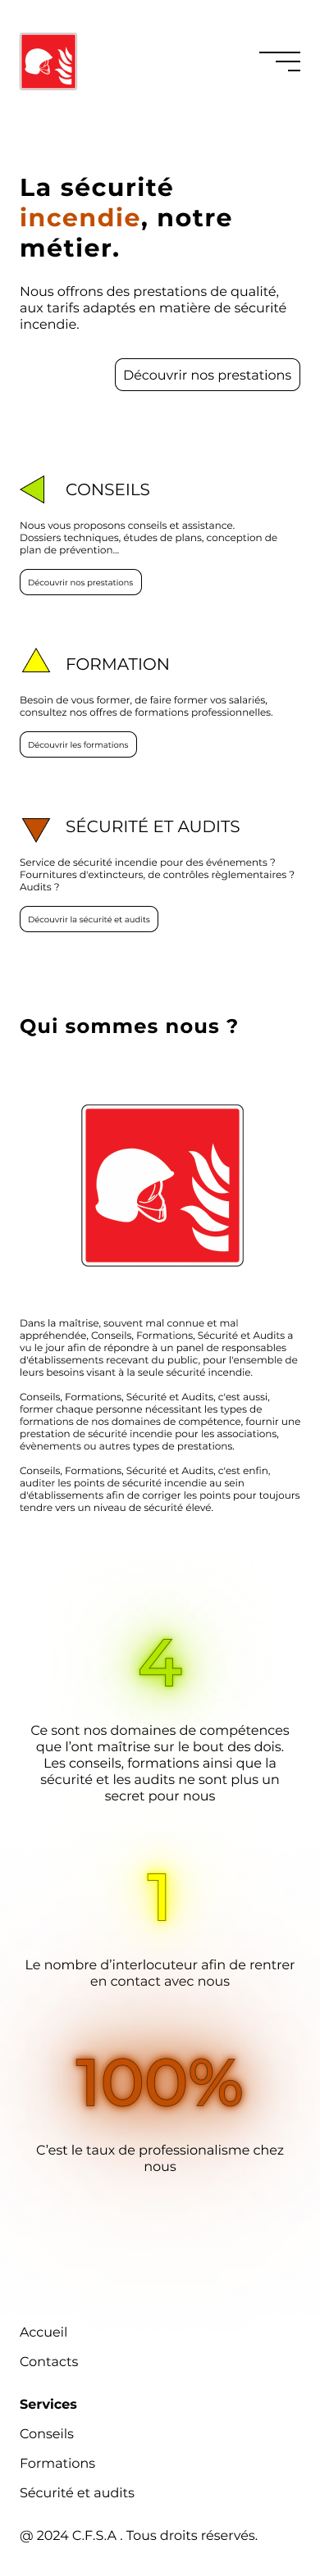 La sécurité
incendie, notre
métier.
Nous offrons des prestations de qualité,
aux tarifs adaptés en matière de sécurité
incendie.
Découvrir nos prestations
CONSEILS
Nous vous proposons conseils et assistance.
Dossiers techniques, études de plans, conception de
plan de prévention...
Découvrir nos prestations
FORMATION
Besoin de vous former, de faire former vos salariés,
consultez nos offres de formations professionnelles.
Découvrir les formations
SÉCURITÉ ET AUDITS
Service de sécurité incendie pour des événements ?
Fournitures d'extincteurs, de contrôles règlementaires ?
Audits ?
Découvrir la sécurité et audits
Qui sommes nous ?
Dans la maîtrise, souvent mal connue et mal
appréhendée, Conseils, Formations, Sécurité et Audits a
vu le jour afin de répondre à un panel de responsables
d'établissements recevant du public, pour l'ensemble de
leurs besoins visant à la seule sécurité incendie.
Conseils, Formations, Sécurité et Audits, c'est aussi,
former chaque personne nécessitant les types de
formations de nos domaines de compétence, fournir une
prestation de sécurité incendie pour les associations,
évènements ou autres types de prestations.
Conseils, Formations, Sécurité et Audits, c'est enfin,
auditer les points de sécurité incendie au sein
d'établissements afin de corriger les points pour toujours
tendre vers un niveau de sécurité élevé.
4
Ce sont nos domaines de compétences
que l’ont maîtrise sur le bout des dois.
Les conseils, formations ainsi que la
sécurité et les audits ne sont plus un
secret pour nous
1
Le nombre d’interlocuteur afin de rentrer
en contact avec nous
100%
C’est le taux de professionalisme chez
nous
Accueil
Contacts
Services
Conseils
Formations
Sécurité et audits
@ 2024 C.F.S.A . Tous droits réservés.